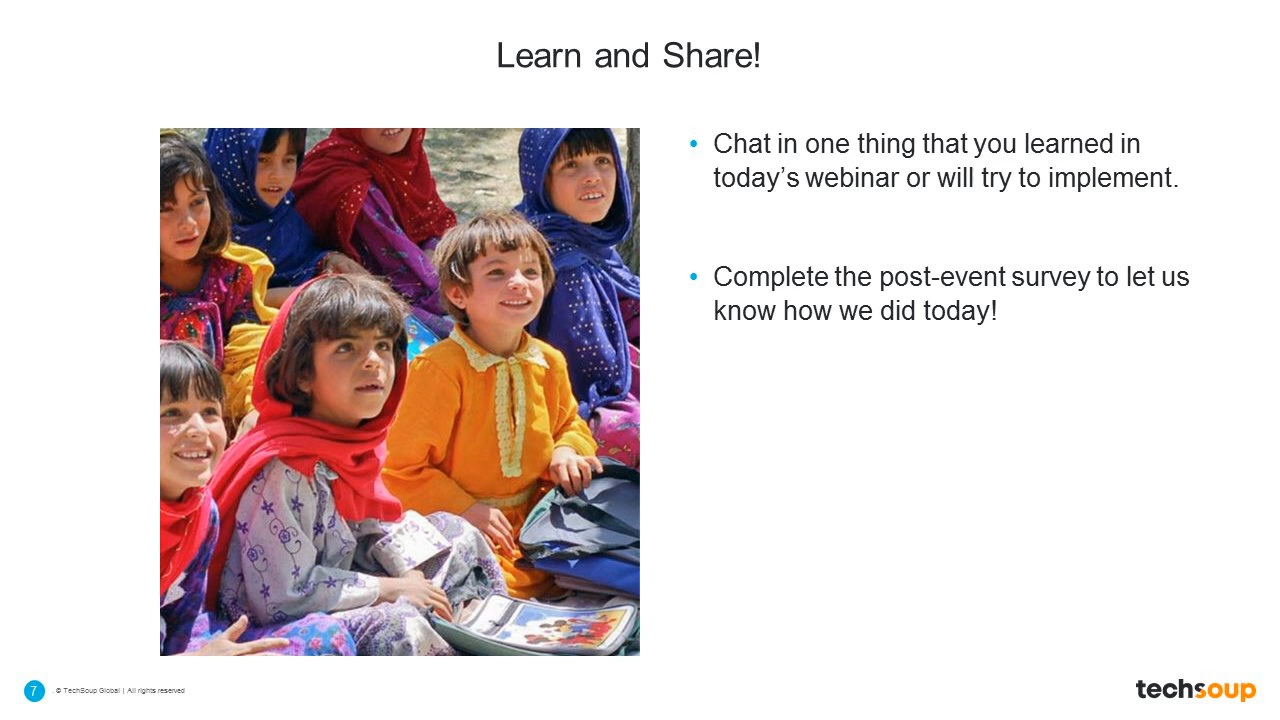 Learn and Share!
• Chat in one thing that you learned in
today’s webinar or will try to implement.
• Complete the post-event survey to let us
know how we did today!
7
. © TechSoup Global | All rights reserved
techsoup